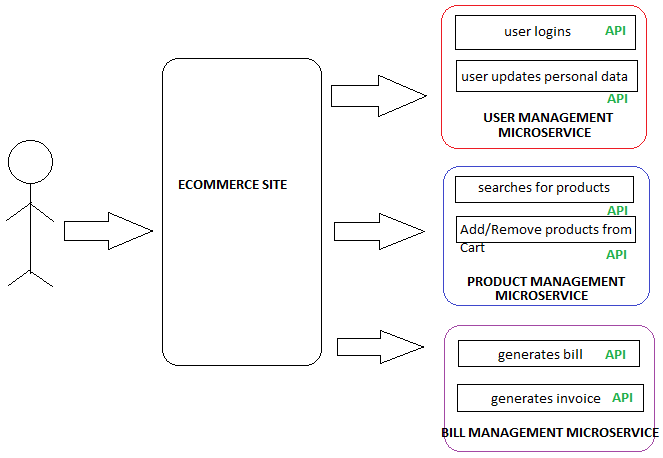 user logins API
user updates personal data
API
USER MANAGEMENT
MICROSERVICE
ECOMMERCE SITE
searches for products
API
Add/Remove products from
Cart
API
PRODUCT MANAGEMENT
MICROSERVICE
generates bill API
generates invoice API
BILL MANAGEMENT MICROSERVICE